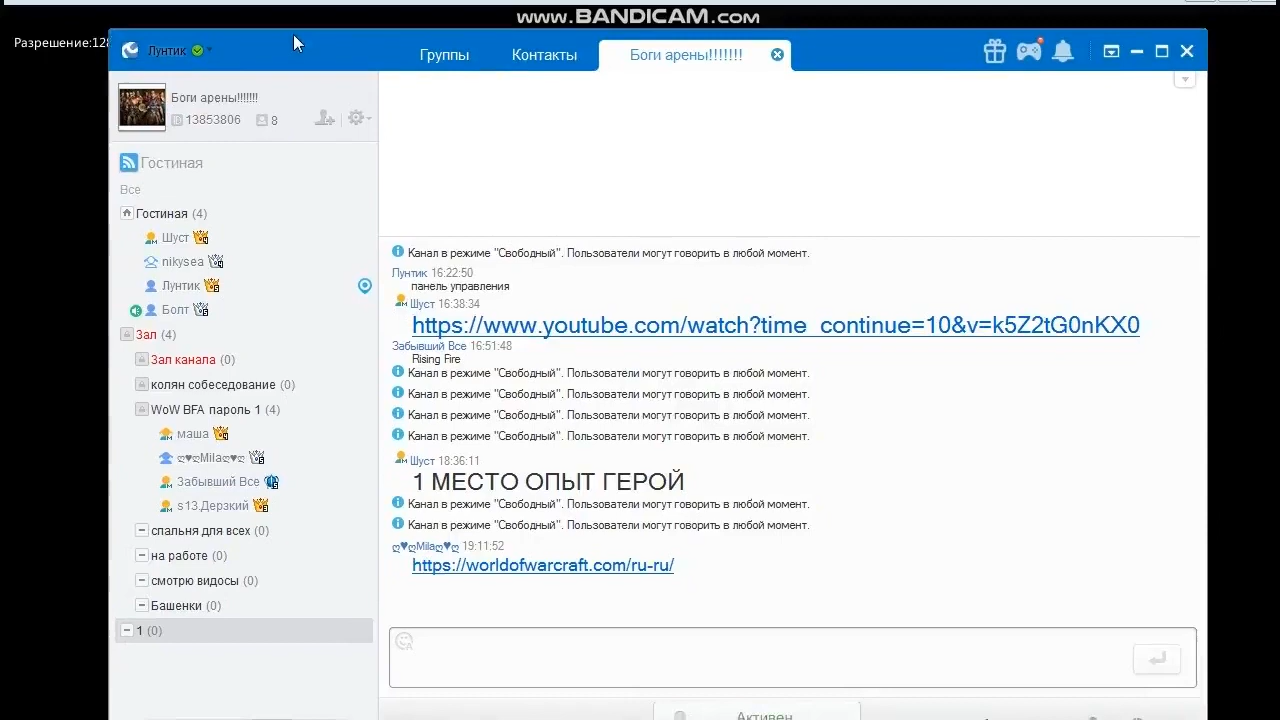 www.BANDICAM.com
Разрешение:128
Лунтик
Группы
Контакты
Боги арены!!!!!!!
Боги арены!!!!!!!
13853806
8
Гостиная
Все
Гостиная (4)
Шуст
nikysea
Лунтик
Болт
Зал (4)
Зал канала (0)
колян собеседование (0)
WoW BFA пароль 1 (4)
маша
ღ♥ღMilaღ♥ღ
Забывший Все
s13.Дерзкий
спальня для всех (0)
на работе (0)
смотрю видосы (0)
Башенки (0)
1 (0)
Канал в режиме "Свободный". Пользователи могут говорить в любой момент.
Лунтик 16:22:50
панель управления
Шуст 16:38:34
https://www.youtube.com/watch?time_continue=10&v=k5Z2tG0nKX0
Забывший Все 16:51:48
Rising Fire
Канал в режиме "Свободный". Пользователи могут говорить в любой момент.
Канал в режиме "Свободный". Пользователи могут говорить в любой момент.
Канал в режиме "Свободный". Пользователи могут говорить в любой момент.
Канал в режиме "Свободный". Пользователи могут говорить в любой момент.
Шуст 18:36:11
1 МЕСТО ОПЫТ ГЕРОЙ
Канал в режиме "Свободный". Пользователи могут говорить в любой момент.
Канал в режиме "Свободный". Пользователи могут говорить в любой момент.
ღ♥ღMilaღ♥ღ 19:11:52
https://worldofwarcraft.com/ru-ru/
Активен